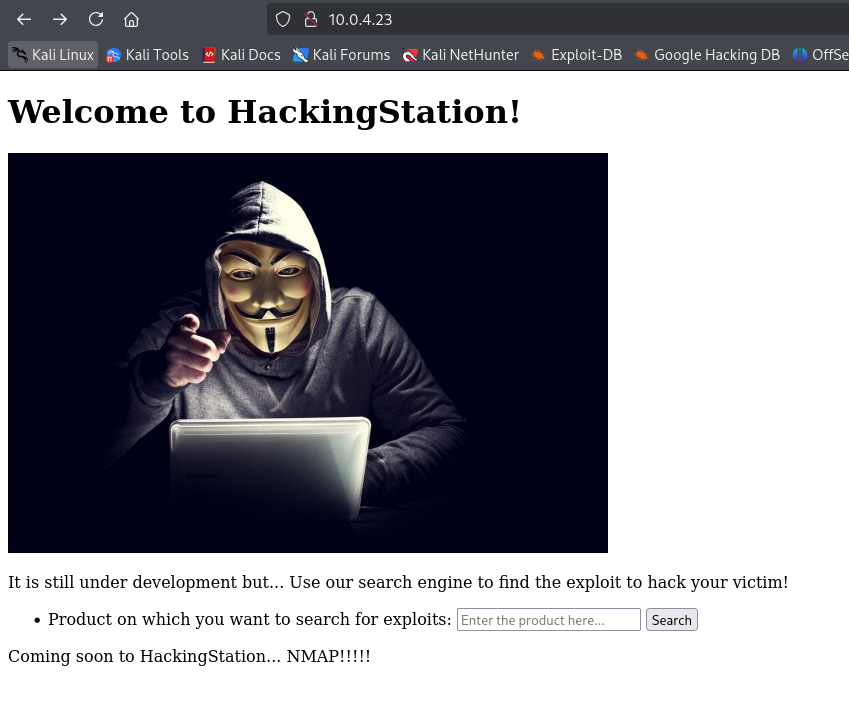 10.0.4.23
Kali Linux Kali Tools Kali Docs Kali Forums Kali NetHunter Exploit-DB Google Hacking DB OffSe
Welcome to HackingStation!
It is still under development but... Use our search engine to find the exploit to hack your victim!
• Product on which you want to search for exploits: Enter the product here... Search
Coming soon to HackingStation... NMAP!!!!!